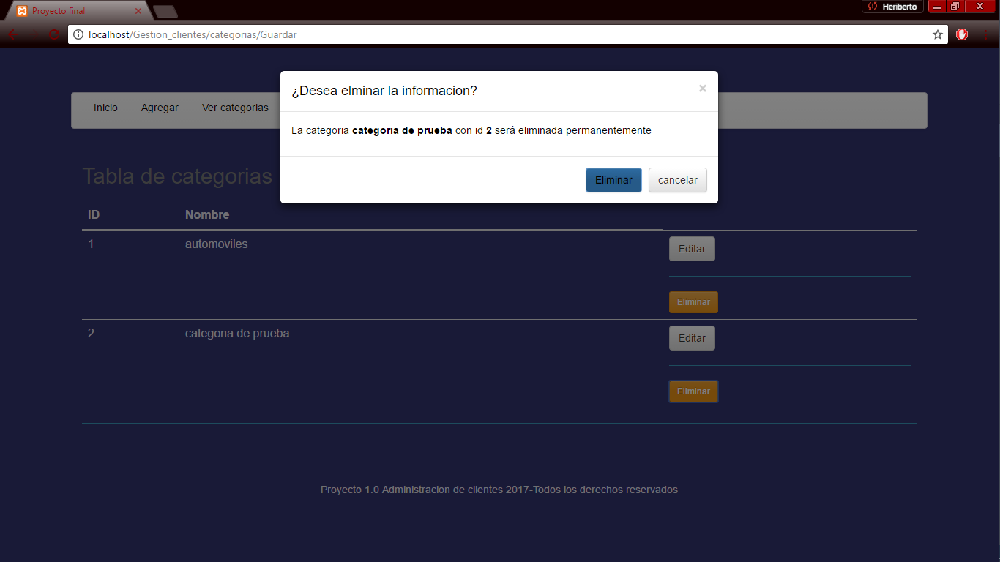 Proyecto final
Heriberto
localhost/Gestion_clientes/categorias/Guardar
¿Desea elminar la informacion?
×
Inicio Agregar Ver categorias
La categoria categoria de prueba con id 2 será eliminada permanentemente
Eliminar cancelar
Tabla de categorias
ID Nombre
1 automoviles Editar
Eliminar
2 categoria de prueba Editar
Eliminar
Proyecto 1.0 Administracion de clientes 2017-Todos los derechos reservados